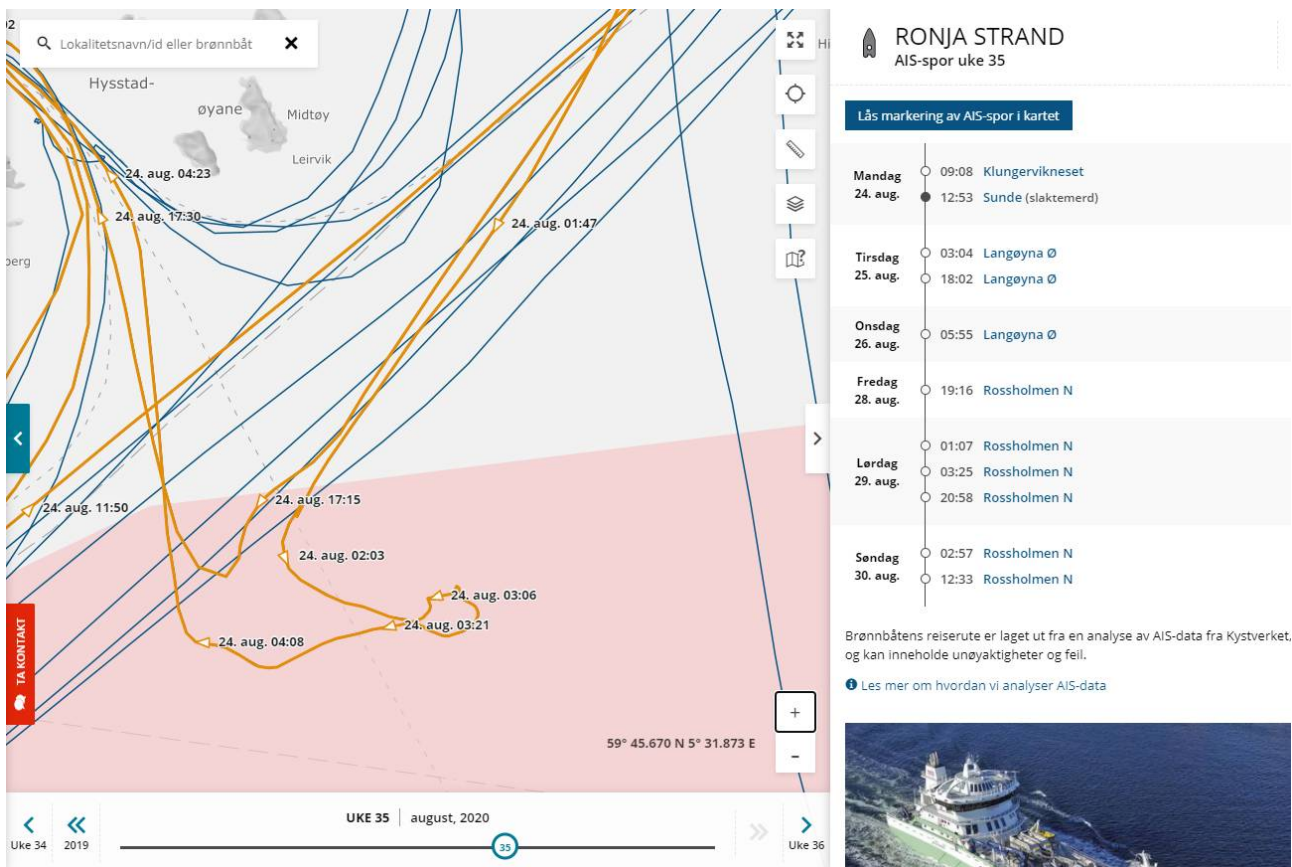 02
Lokalitetsnavn/id eller brønnbåt
Hi
Hysstad-
øyane
Midtøy
Leirvik
24. aug. 04:23
24. aug. 17:30
24. aug. 01:47
berg
24. aug. 17:15
24. aug. 11:50
24. aug. 02:03
24. aug. 03:06
24. aug. 03:21
24. aug. 04:08
TA KONTAKT
+
59° 45.670 N 5° 31.873 E
-
UKE 35 | august, 2020
Uke 34
2019
35
Uke 36
RONJA STRAND
AIS-spor uke 35
Lås markering av AIS-spor i kartet
Mandag
24. aug.
09:08 Klungervikneset
12:53 Sunde (slaktemerd)
Tirsdag
25. aug.
03:04 Langøyna Ø
18:02 Langøyna Ø
Onsdag
26. aug.
05:55 Langøyna Ø
Fredag
28. aug.
19:16 Rossholmen N
Lørdag
29. aug.
01:07 Rossholmen N
03:25 Rossholmen N
20:58 Rossholmen N
Søndag
30. aug.
02:57 Rossholmen N
12:33 Rossholmen N
Brønnbåtens reiserute er laget ut fra en analyse av AIS-data fra Kystverket,
og kan inneholde unøyaktigheter og feil.
Les mer om hvordan vi analyser AIS-data